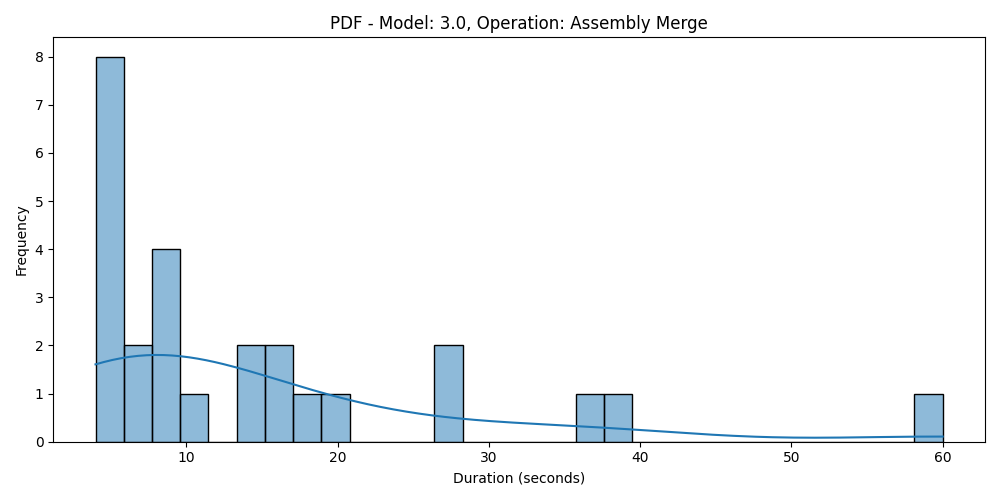 PDF - Model: 3.0, Operation: Assembly Merge
8
7
6
5
4
3
2
1
0
Frequency
10 20 30 40 50 60
Duration (seconds)